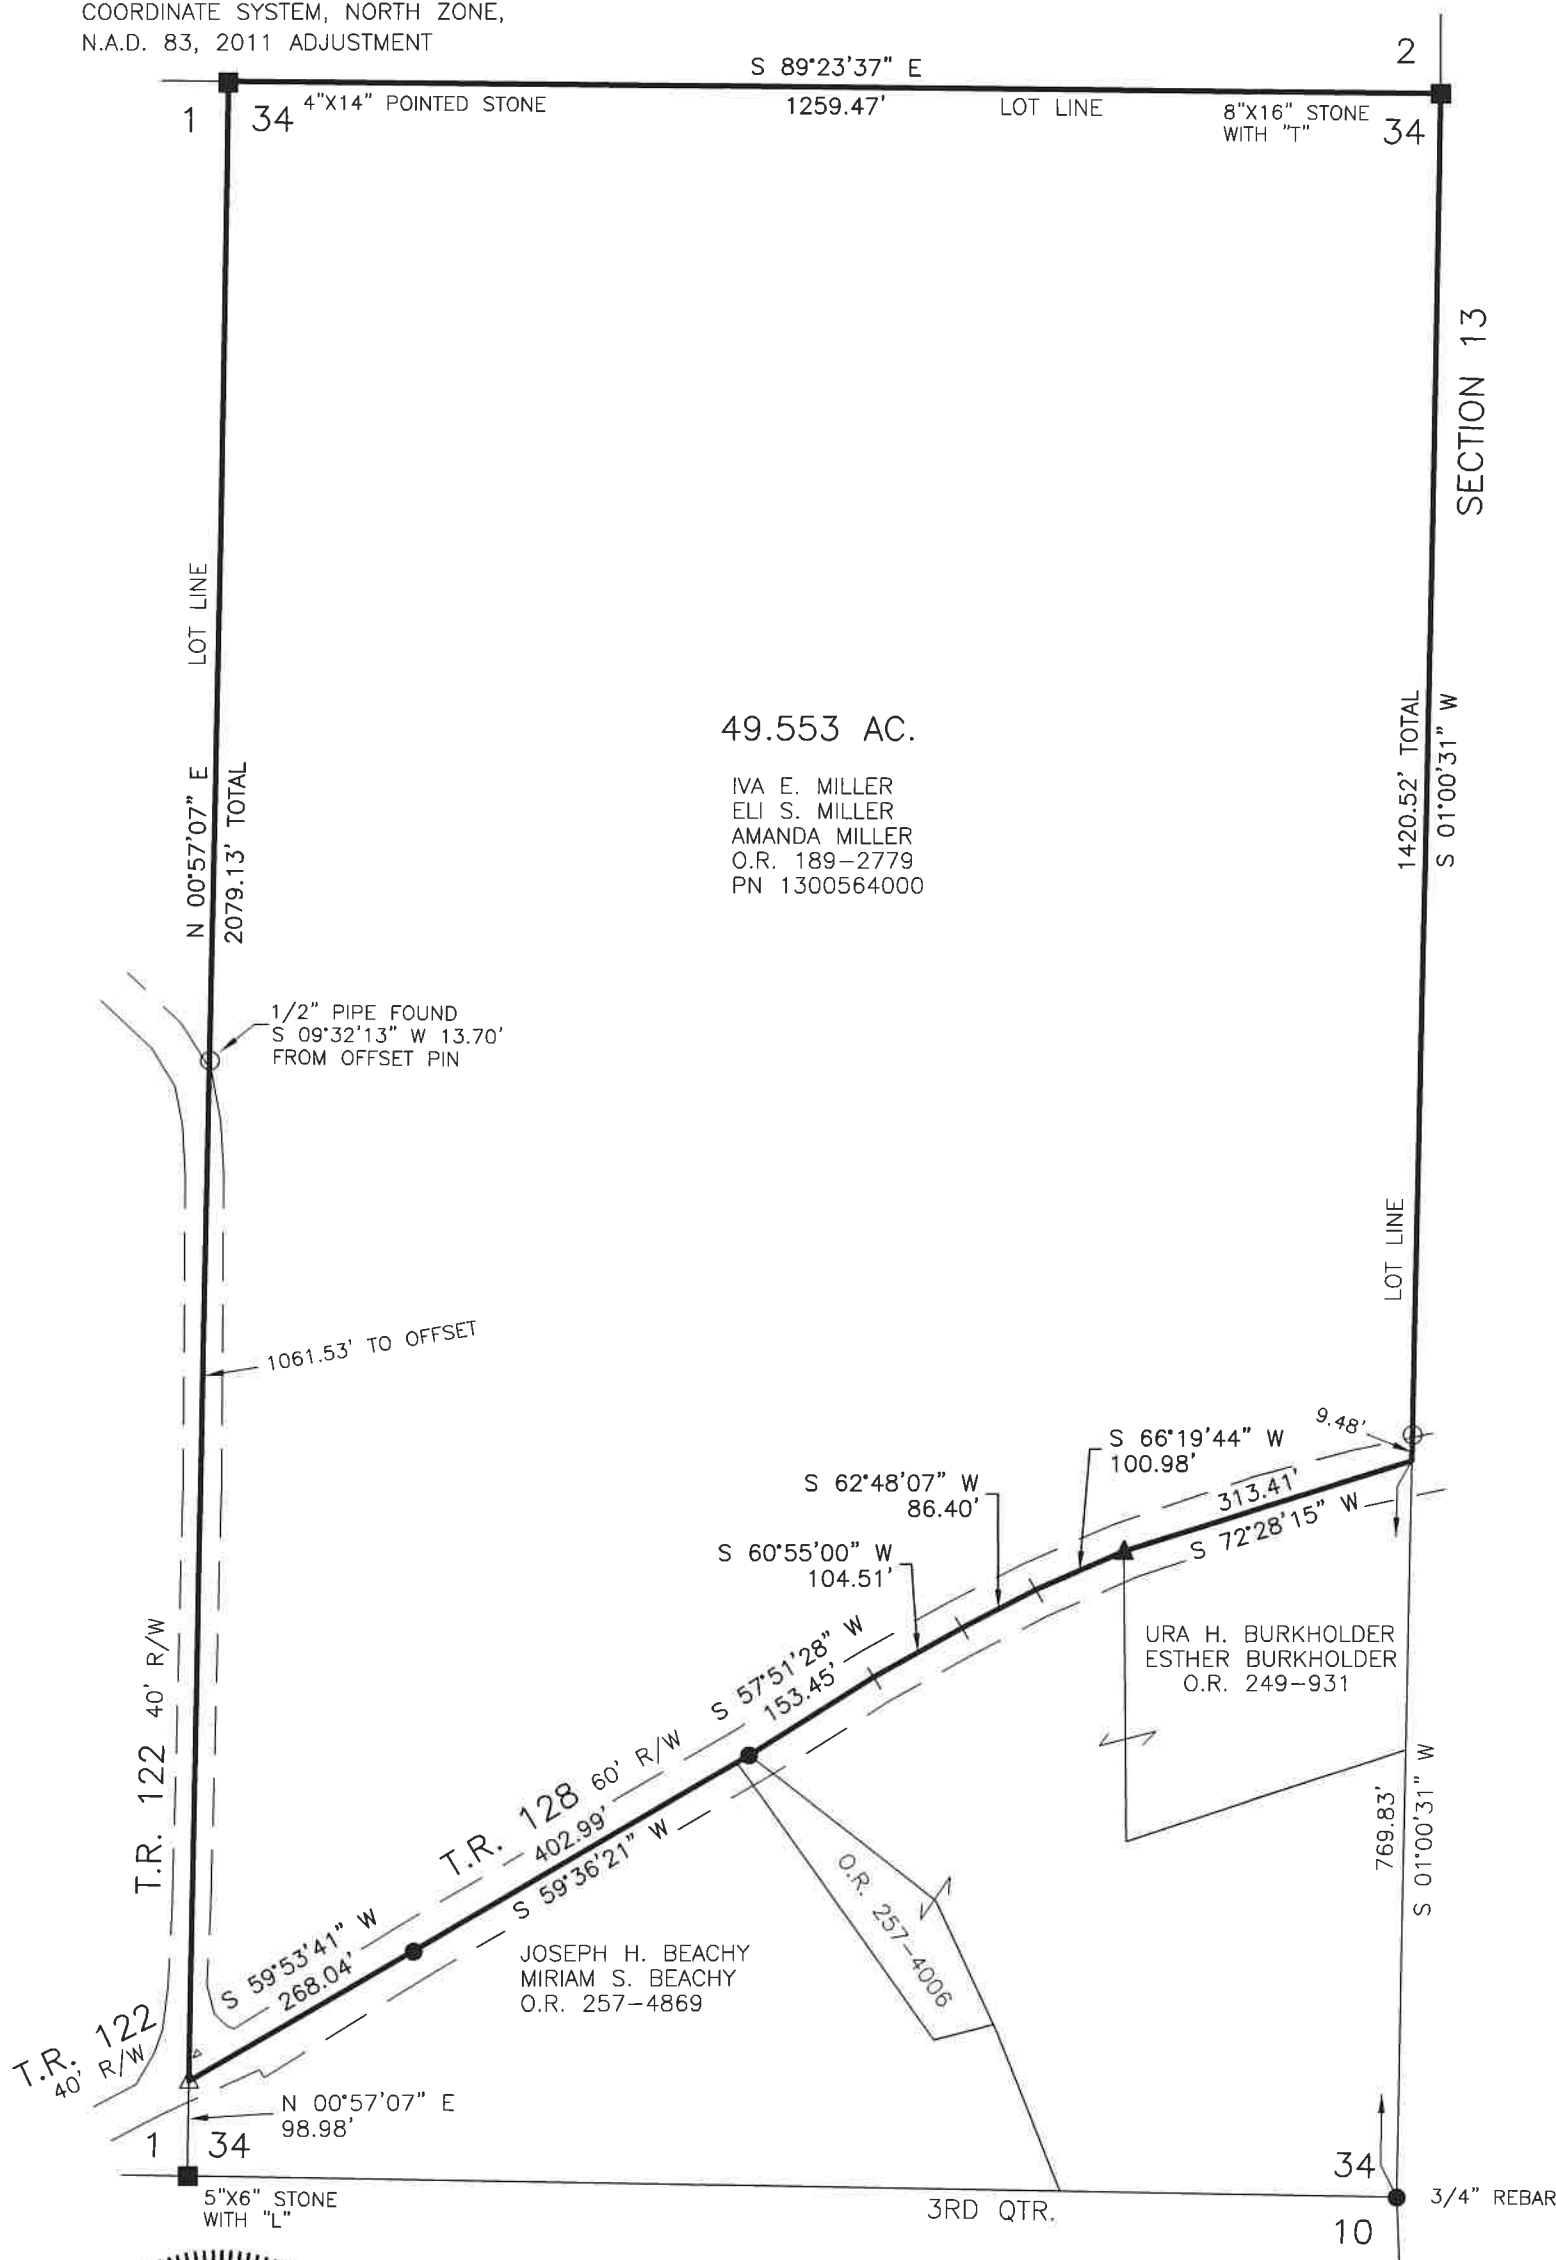 COORDINATE SYSTEM, NORTH ZONE,
N.A.D. 83, 2011 ADJUSTMENT
2
S 89°23'37" E
1259.47'
LOT LINE
1
34
4"X14" POINTED STONE
8"X16" STONE
WITH "T"
34
SECTION 13
LOT LINE
N 00°57'07" E
2079.13' TOTAL
49.553 AC.
IVA E. MILLER
ELI S. MILLER
AMANDA MILLER
O.R. 189-2779
PN 1300564000
1420.52' TOTAL
S 01°00'31" W
1/2" PIPE FOUND
S 09°32'13" W 13.70'
FROM OFFSET PIN
LOT LINE
1061.53' TO OFFSET
9.48'
S 66°19'44" W
100.98'
S 62°48'07" W
86.40'
313.41'
S 72°28'15" W
S 60°55'00" W
104.51'
S 57°51'28" W
153.45'
URA H. BURKHOLDER
ESTHER BURKHOLDER
O.R. 249-931
T.R. 122 40' R/W
T.R. 128 60' R/W
402.99'
S 59°36'21" W
769.83'
S 01°00'31" W
O.R. 257-4006
S 59°53'41" W
268.04'
JOSEPH H. BEACHY
MIRIAM S. BEACHY
O.R. 257-4869
T.R. 122
40' R/W
N 00°57'07" E
98.98'
1
34
5"X6" STONE
WITH "L"
3RD QTR.
34
3/4" REBAR
10